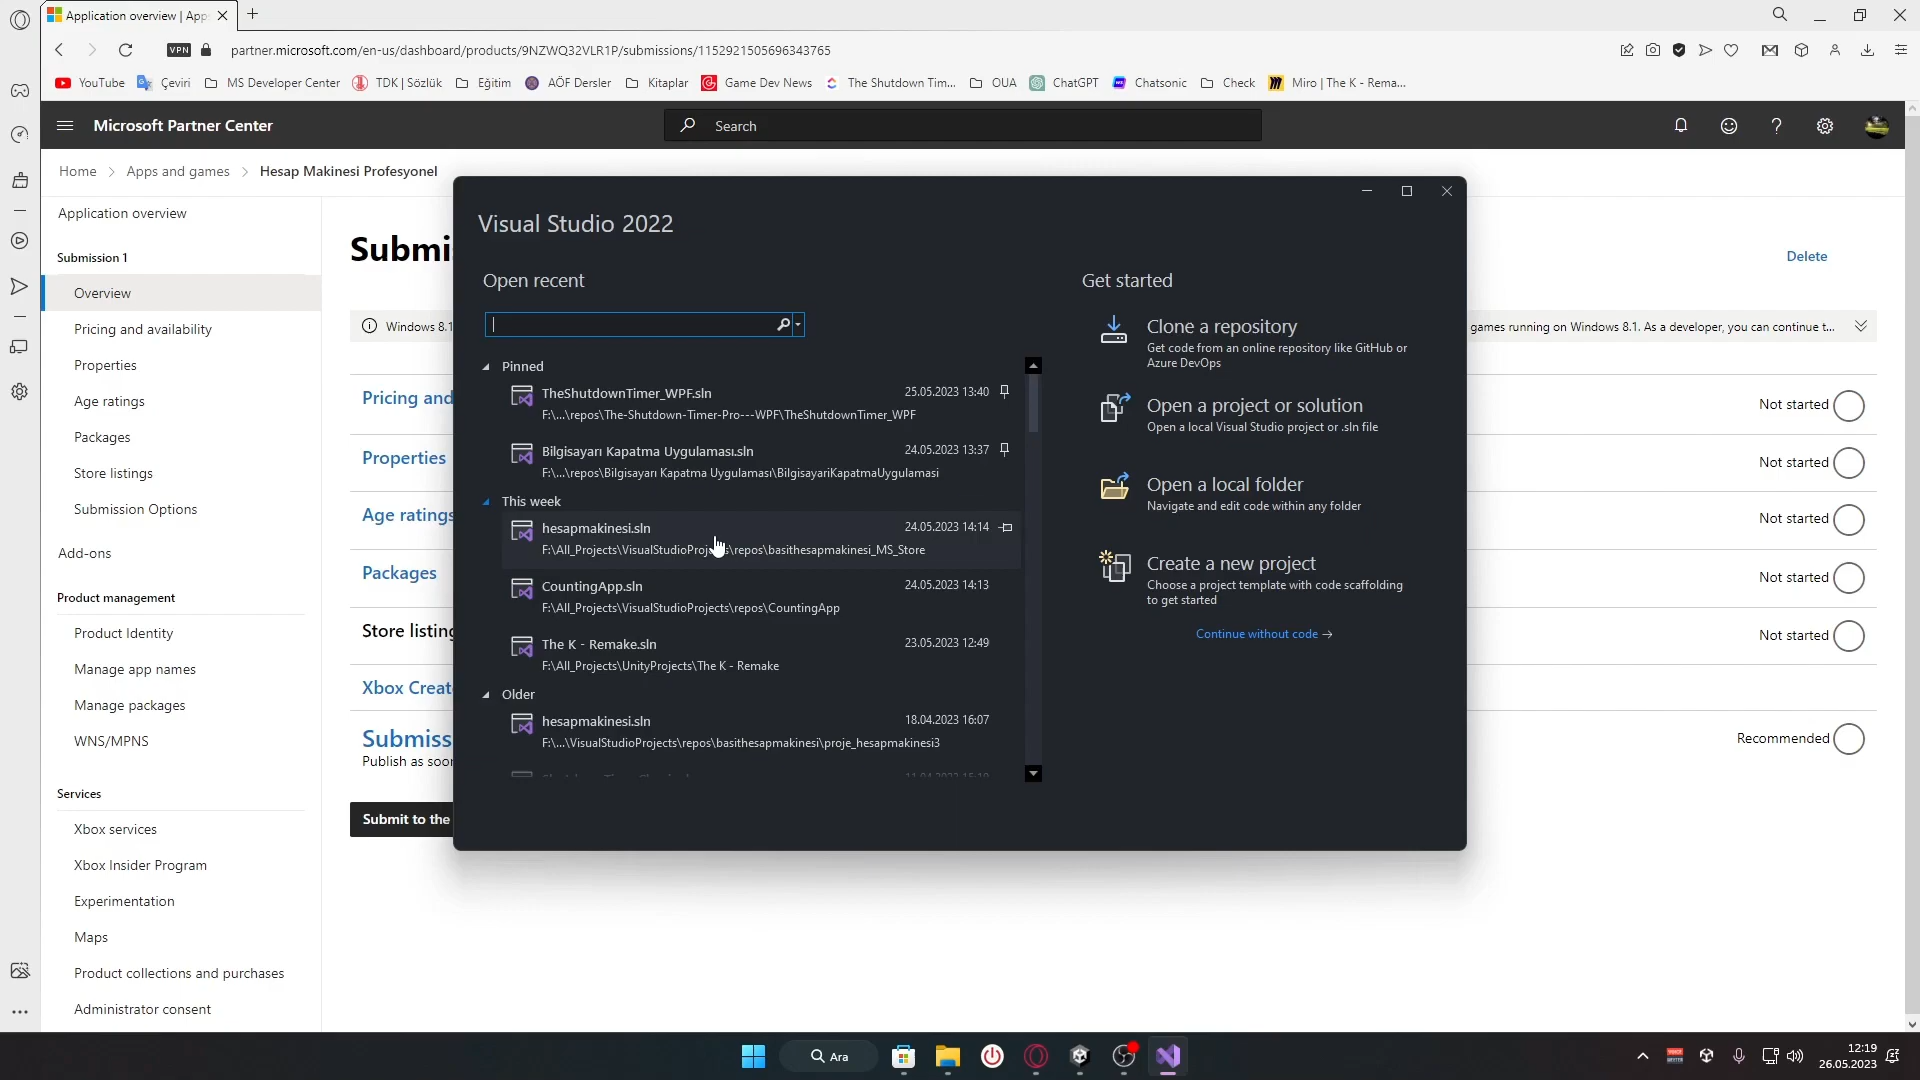 Application overview | App
VPN
partner.microsoft.com/en-us/dashboard/products/9NZWQ32VLR1P/submissions/1152921505696343765
YouTube Çeviri MS Developer Center TDK | Sözlük Eğitim AÖF Dersler Kitaplar Game Dev News The Shutdown Tim... OUA ChatGPT Chatsonic Check Miro | The K - Rema...
Microsoft Partner Center
Search
Home > Apps and games > Hesap Makinesi Profesyonel
Application overview
Submission 1
Overview
Pricing and availability
Properties
Age ratings
Packages
Store listings
Submission Options
Add-ons
Product management
Product Identity
Manage app names
Manage packages
WNS/MPNS
Services
Xbox services
Xbox Insider Program
Experimentation
Maps
Product collections and purchases
Administrator consent
Submi
Delete
Windows 8.1
games running on Windows 8.1. As a developer, you can continue t...
Pricing and
Not started
Properties
Not started
Age ratings
Not started
Packages
Not started
Store listing
Not started
Xbox Creat
Submiss
Publish as soon
Recommended
Submit to the
Visual Studio 2022
Open recent
Pinned
TheShutdownTimer_WPF.sln 25.05.2023 13:40
F:\...\repos\The-Shutdown-Timer-Pro---WPF\TheShutdownTimer_WPF
Bilgisayarı Kapatma Uygulaması.sln 24.05.2023 13:37
F:\...\repos\Bilgisayarı Kapatma Uygulaması\BilgisayariKapatmaUygulamasi
This week
hesapmakinesi.sln 24.05.2023 14:14
F:\All_Projects\VisualStudioProjects\repos\basithesapmakinesi_MS_Store
CountingApp.sln 24.05.2023 14:13
F:\All_Projects\VisualStudioProjects\repos\CountingApp
The K - Remake.sln 23.05.2023 12:49
F:\All_Projects\UnityProjects\The K - Remake
Older
hesapmakinesi.sln 18.04.2023 16:07
F:\...\VisualStudioProjects\repos\basithesapmakinesi\proje_hesapmakinesi3
Get started
Clone a repository
Get code from an online repository like GitHub or
Azure DevOps
Open a project or solution
Open a local Visual Studio project or .sln file
Open a local folder
Navigate and edit code within any folder
Create a new project
Choose a project template with code scaffolding
to get started
Continue without code →
Ara
12:19
26.05.2023